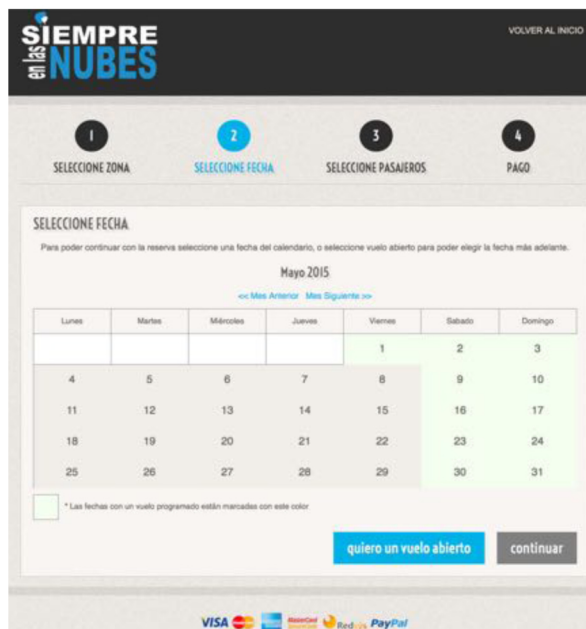 SIEMPRE
en las NUBES
VOLVER AL INICIO
1 2 3 4
SELECCIONE ZONA SELECCIONE FECHA SELECCIONE PASAJEROS PAGO
SELECCIONE FECHA
Para poder continuar con la reserva seleccione una fecha del calendario, o seleccione vuelo abierto para poder elegir la fecha más adelante.
Mayo 2015
<< Mes Anterior Mes Siguiente >>
Lunes Martes Miércoles Jueves Viernes Sabado Domingo
1 2 3
4 5 6 7 8 9 10
11 12 13 14 15 16 17
18 19 20 21 22 23 24
25 26 27 28 29 30 31
* Las fechas con un vuelo programado están marcadas con este color
quiero un vuelo abierto continuar
VISA MasterCard Redsys PayPal